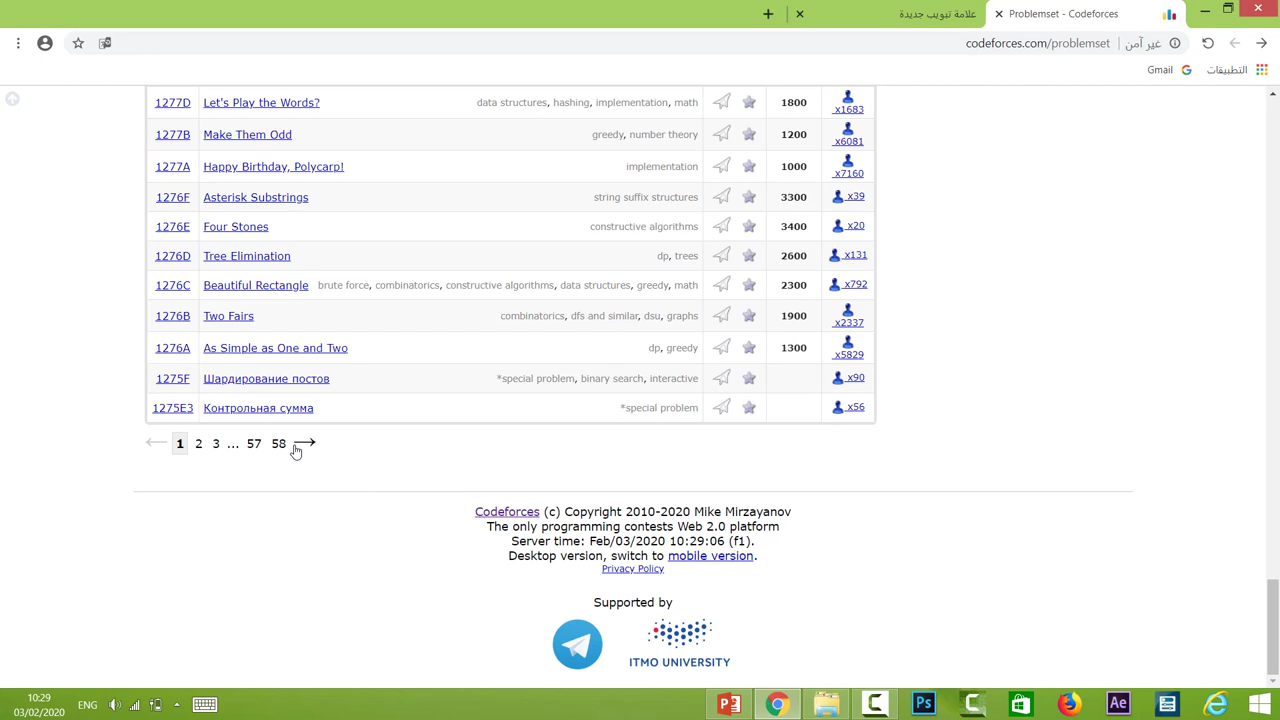 علامة تبويب جديدة
Problemset - Codeforces
codeforces.com/problemset
غير آمن
Gmail
التطبيقات
1277D Let's Play the Words? data structures, hashing, implementation, math 1800 x1683
1277B Make Them Odd greedy, number theory 1200 x6081
1277A Happy Birthday, Polycarp! implementation 1000 x7160
1276F Asterisk Substrings string suffix structures 3300 x39
1276E Four Stones constructive algorithms 3400 x20
1276D Tree Elimination dp, trees 2600 x131
1276C Beautiful Rectangle brute force, combinatorics, constructive algorithms, data structures, greedy, math 2300 x792
1276B Two Fairs combinatorics, dfs and similar, dsu, graphs 1900 x2337
1276A As Simple as One and Two dp, greedy 1300 x5829
1275F Шардирование постов *special problem, binary search, interactive x90
1275E3 Контрольная сумма *special problem x56
← 1 2 3 ... 57 58 →
Codeforces (c) Copyright 2010-2020 Mike Mirzayanov
The only programming contests Web 2.0 platform
Server time: Feb/03/2020 10:29:06 (f1).
Desktop version, switch to mobile version.
Privacy Policy
Supported by
ITMO UNIVERSITY
10:29
03/02/2020
ENG
Ps
Ae